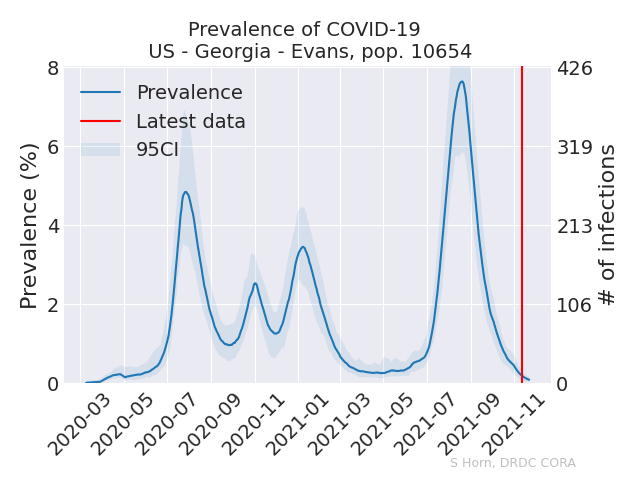 Prevalence of COVID-19
US - Georgia - Evans, pop. 10654
Prevalence (%)
8
6
4
2
0
Prevalence
Latest data
95CI
426
319
213
106
0
# of infections
2020-03
2020-05
2020-07
2020-09
2020-11
2021-01
2021-03
2021-05
2021-07
2021-09
2021-11
S Horn, DRDC CORA